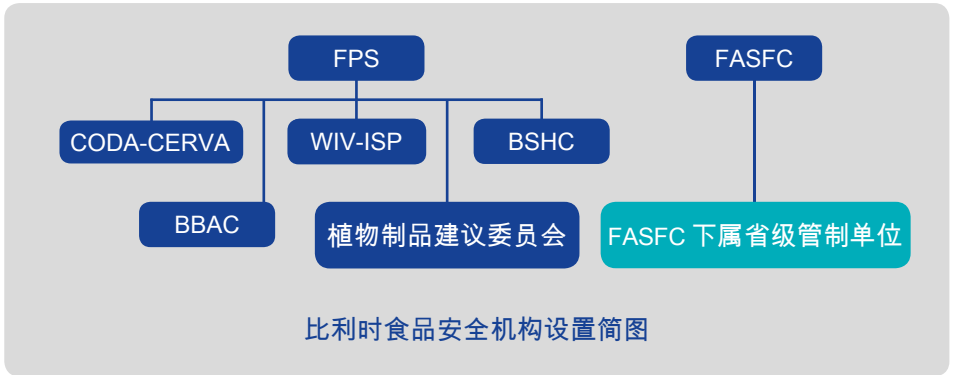 FPS
FASFC
CODA-CERVA
WIV-ISP
BSHC
BBAC
植物制品建议委员会
FASFC 下属省级管制单位
比利时食品安全机构设置简图